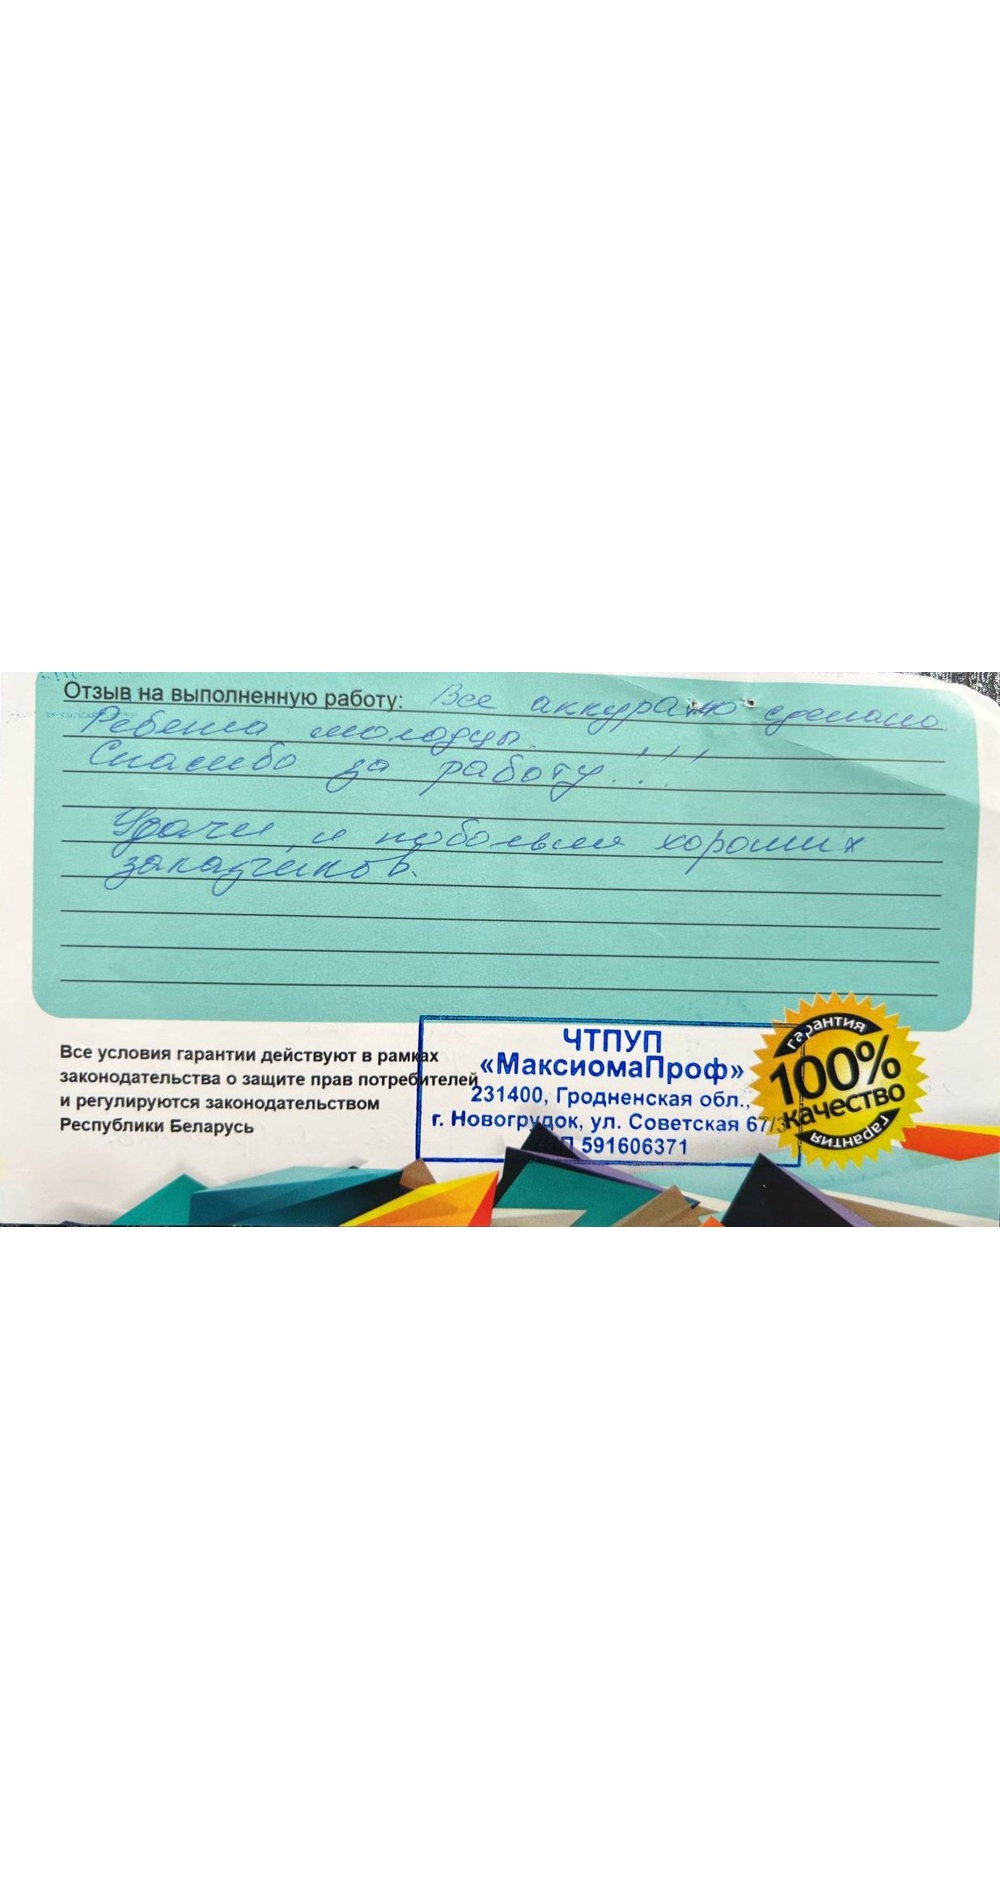 Отзыв на выполненную работу: Все аккуратно сделано.
Ребята молодцы.
Спасибо за работу!!!
Удачи и побольше хороших
заказчиков.
Все условия гарантии действуют в рамках
законодательства о защите прав потребителей
и регулируются законодательством
Республики Беларусь
ЧТПУП
«МаксиомаПроф»
231400, Гродненская обл.,
г. Новогрудок, ул. Советская 67/3
591606371
гарантия
100%
качество
гарантия